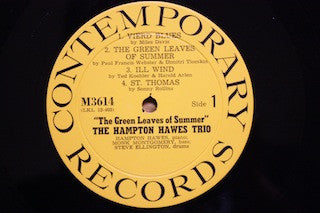 CONTEMPORARY
RECORDS
1. VIERD BLUES
by Miles Davis
2. THE GREEN LEAVES
OF SUMMER
by Paul Francis Webster & Dimitri Tiomkin
3. ILL WIND
by Ted Koehler & Harold Arlen
4. ST. THOMAS
by Sonny Rollins
M3614
Side 1
"The Green Leaves of Summer"
THE HAMPTON HAWES TRIO
HAMPTON HAWES, piano;
MONK MONTGOMERY, bass;
STEVE ELLINGTON, drums